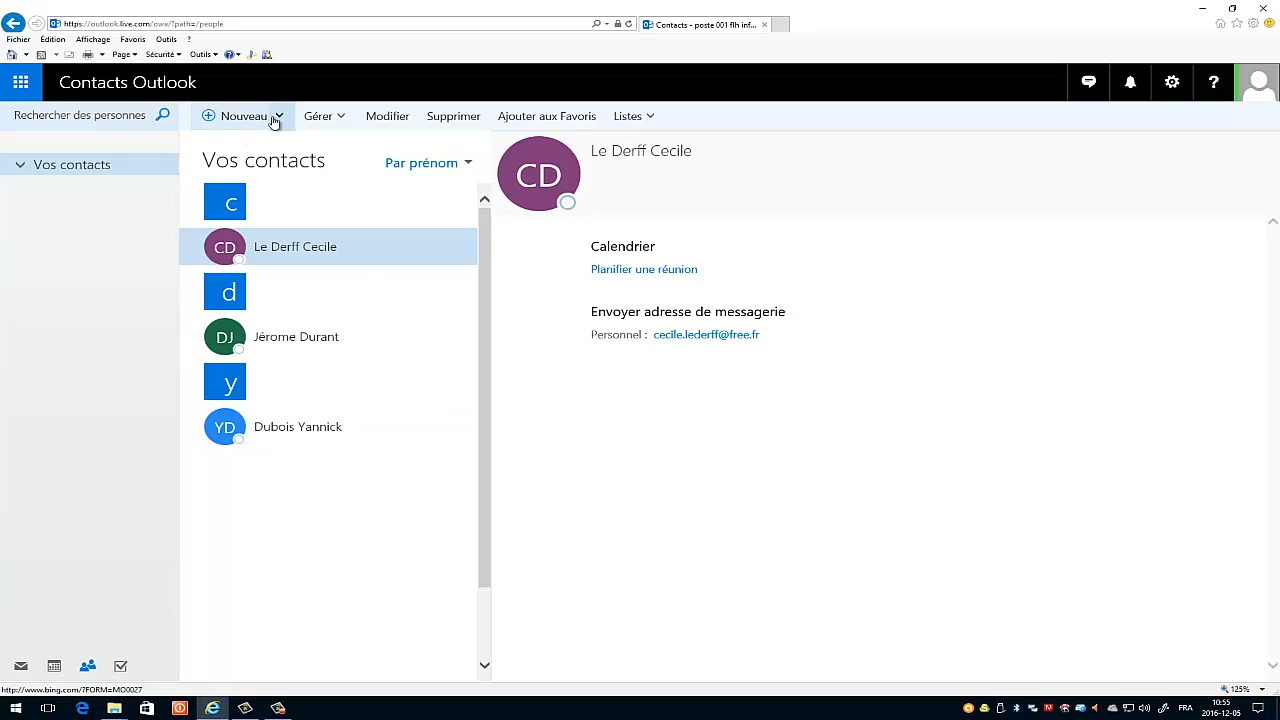 https://outlook.live.com/owa/?path=/people
Contacts - poste 001 flh inf...
Fichier Édition Affichage Favoris Outils ?
Page Sécurité Outils
Contacts Outlook
Rechercher des personnes
Nouveau Gérer Modifier Supprimer Ajouter aux Favoris Listes
Vos contacts
Vos contacts Par prénom
c
CD Le Derff Cecile
d
DJ Jérome Durant
y
YD Dubois Yannick
CD Le Derff Cecile
Calendrier
Planifier une réunion
Envoyer adresse de messagerie
Personnel : cecile.lederff@free.fr
http://www.bing.com/?FORM=MO0027
125%
FRA
10:55
2016-12-05